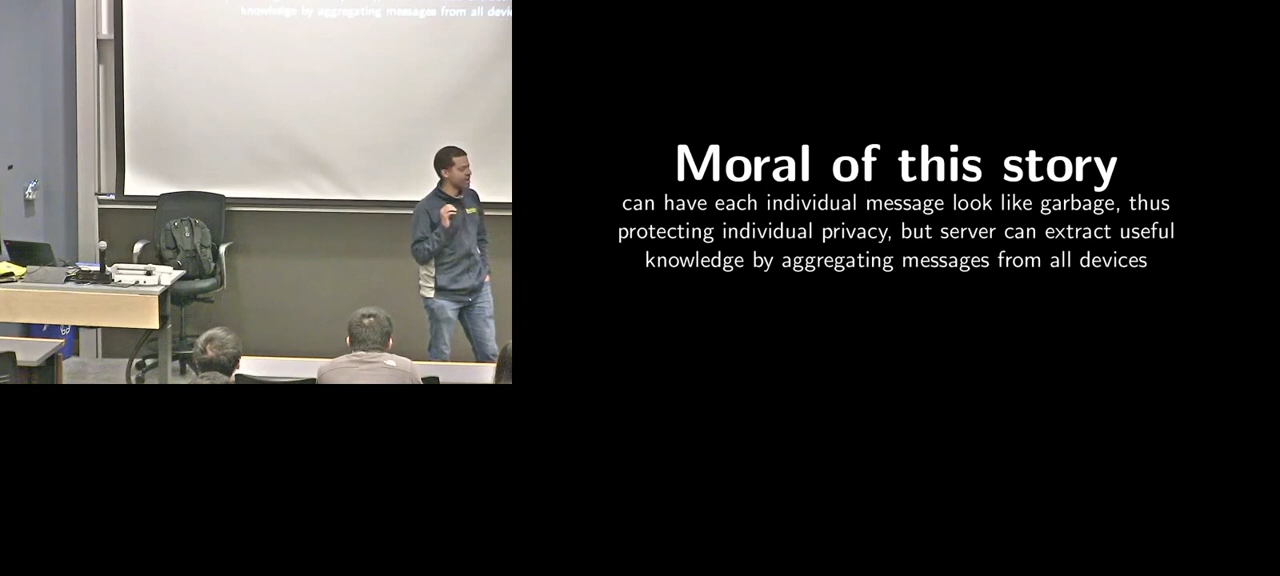 knowledge by aggregating messages from all devic
Moral of this story
can have each individual message look like garbage, thus
protecting individual privacy, but server can extract useful
knowledge by aggregating messages from all devices